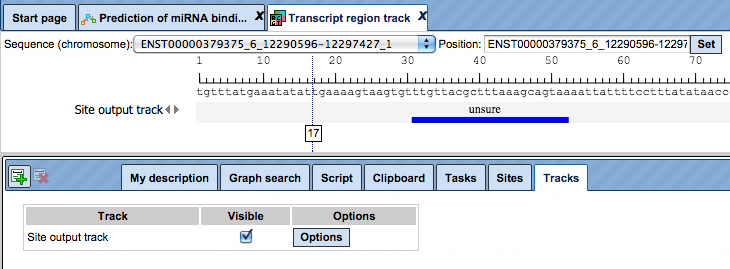 Start page
Prediction of miRNA bindi... X
Transcript region track X
Sequence (chromosome): ENST00000379375_6_12290596-12297427_1 Position: ENST00000379375_6_12290596-12297 Set
1 10 20 30 40 50 60 70
tgtttatgaaatatattcgaaaagtaagtgtttgttacgctttaaagcagtaaaattattttcctttatataacc
Site output track
unsure
17
My description Graph search Script Clipboard Tasks Sites Tracks
Track Visible Options
Site output track Options